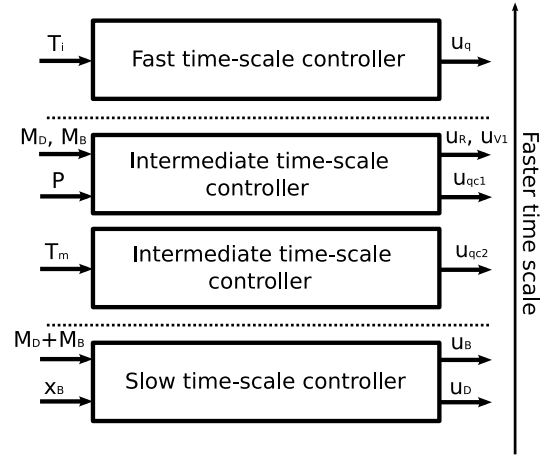 T_i Fast time-scale controller u_q
M_D, M_B Intermediate time-scale controller u_R, u_V1
P u_qc1
T_m Intermediate time-scale controller u_qc2
M_D+M_B Slow time-scale controller u_B
x_B u_D
Faster time scale